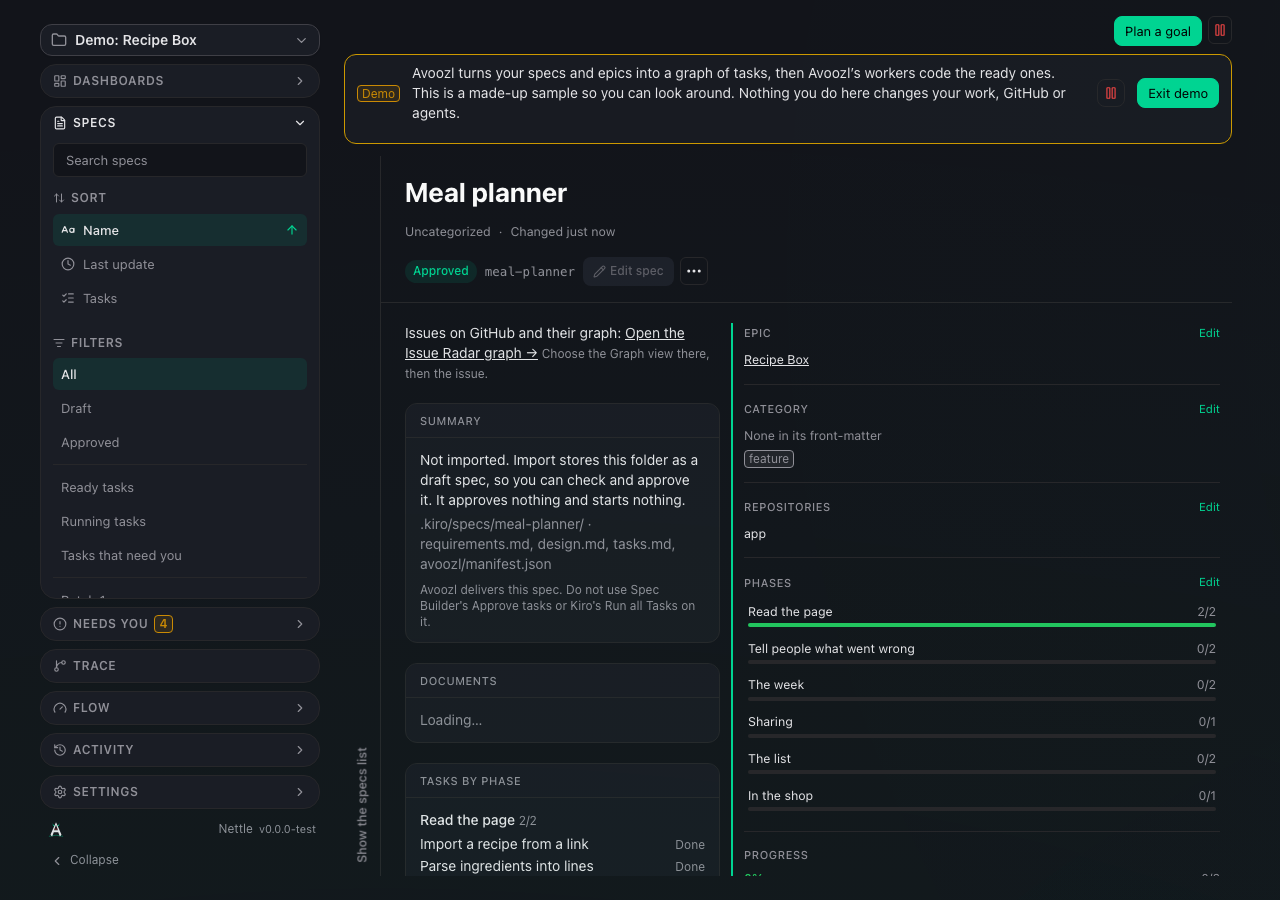 Demo: Recipe Box
DASHBOARDS
SPECS
Search specs
SORT
Name
Last update
Tasks
FILTERS
All
Draft
Approved
Ready tasks
Running tasks
Tasks that need you
NEEDS YOU 4
TRACE
FLOW
ACTIVITY
SETTINGS
Nettle v0.0.0-test
Collapse
Plan a goal
Demo
Avoozl turns your specs and epics into a graph of tasks, then Avoozl's workers code the ready ones.
This is a made-up sample so you can look around. Nothing you do here changes your work, GitHub or
agents.
Exit demo
Show the specs list
Meal planner
Uncategorized · Changed just now
Approved meal-planner Edit spec
Issues on GitHub and their graph: Open the
Issue Radar graph → Choose the Graph view there,
then the issue.
SUMMARY
Not imported. Import stores this folder as a
draft spec, so you can check and approve
it. It approves nothing and starts nothing.
.kiro/specs/meal-planner/ ·
requirements.md, design.md, tasks.md,
avoozl/manifest.json
Avoozl delivers this spec. Do not use Spec
Builder's Approve tasks or Kiro's Run all Tasks on
it.
DOCUMENTS
Loading…
TASKS BY PHASE
Read the page 2/2
Import a recipe from a link Done
Parse ingredients into lines Done
EPIC Edit
Recipe Box
CATEGORY Edit
None in its front-matter
feature
REPOSITORIES Edit
app
PHASES Edit
Read the page 2/2
Tell people what went wrong 0/2
The week 0/2
Sharing 0/1
The list 0/2
In the shop 0/1
PROGRESS